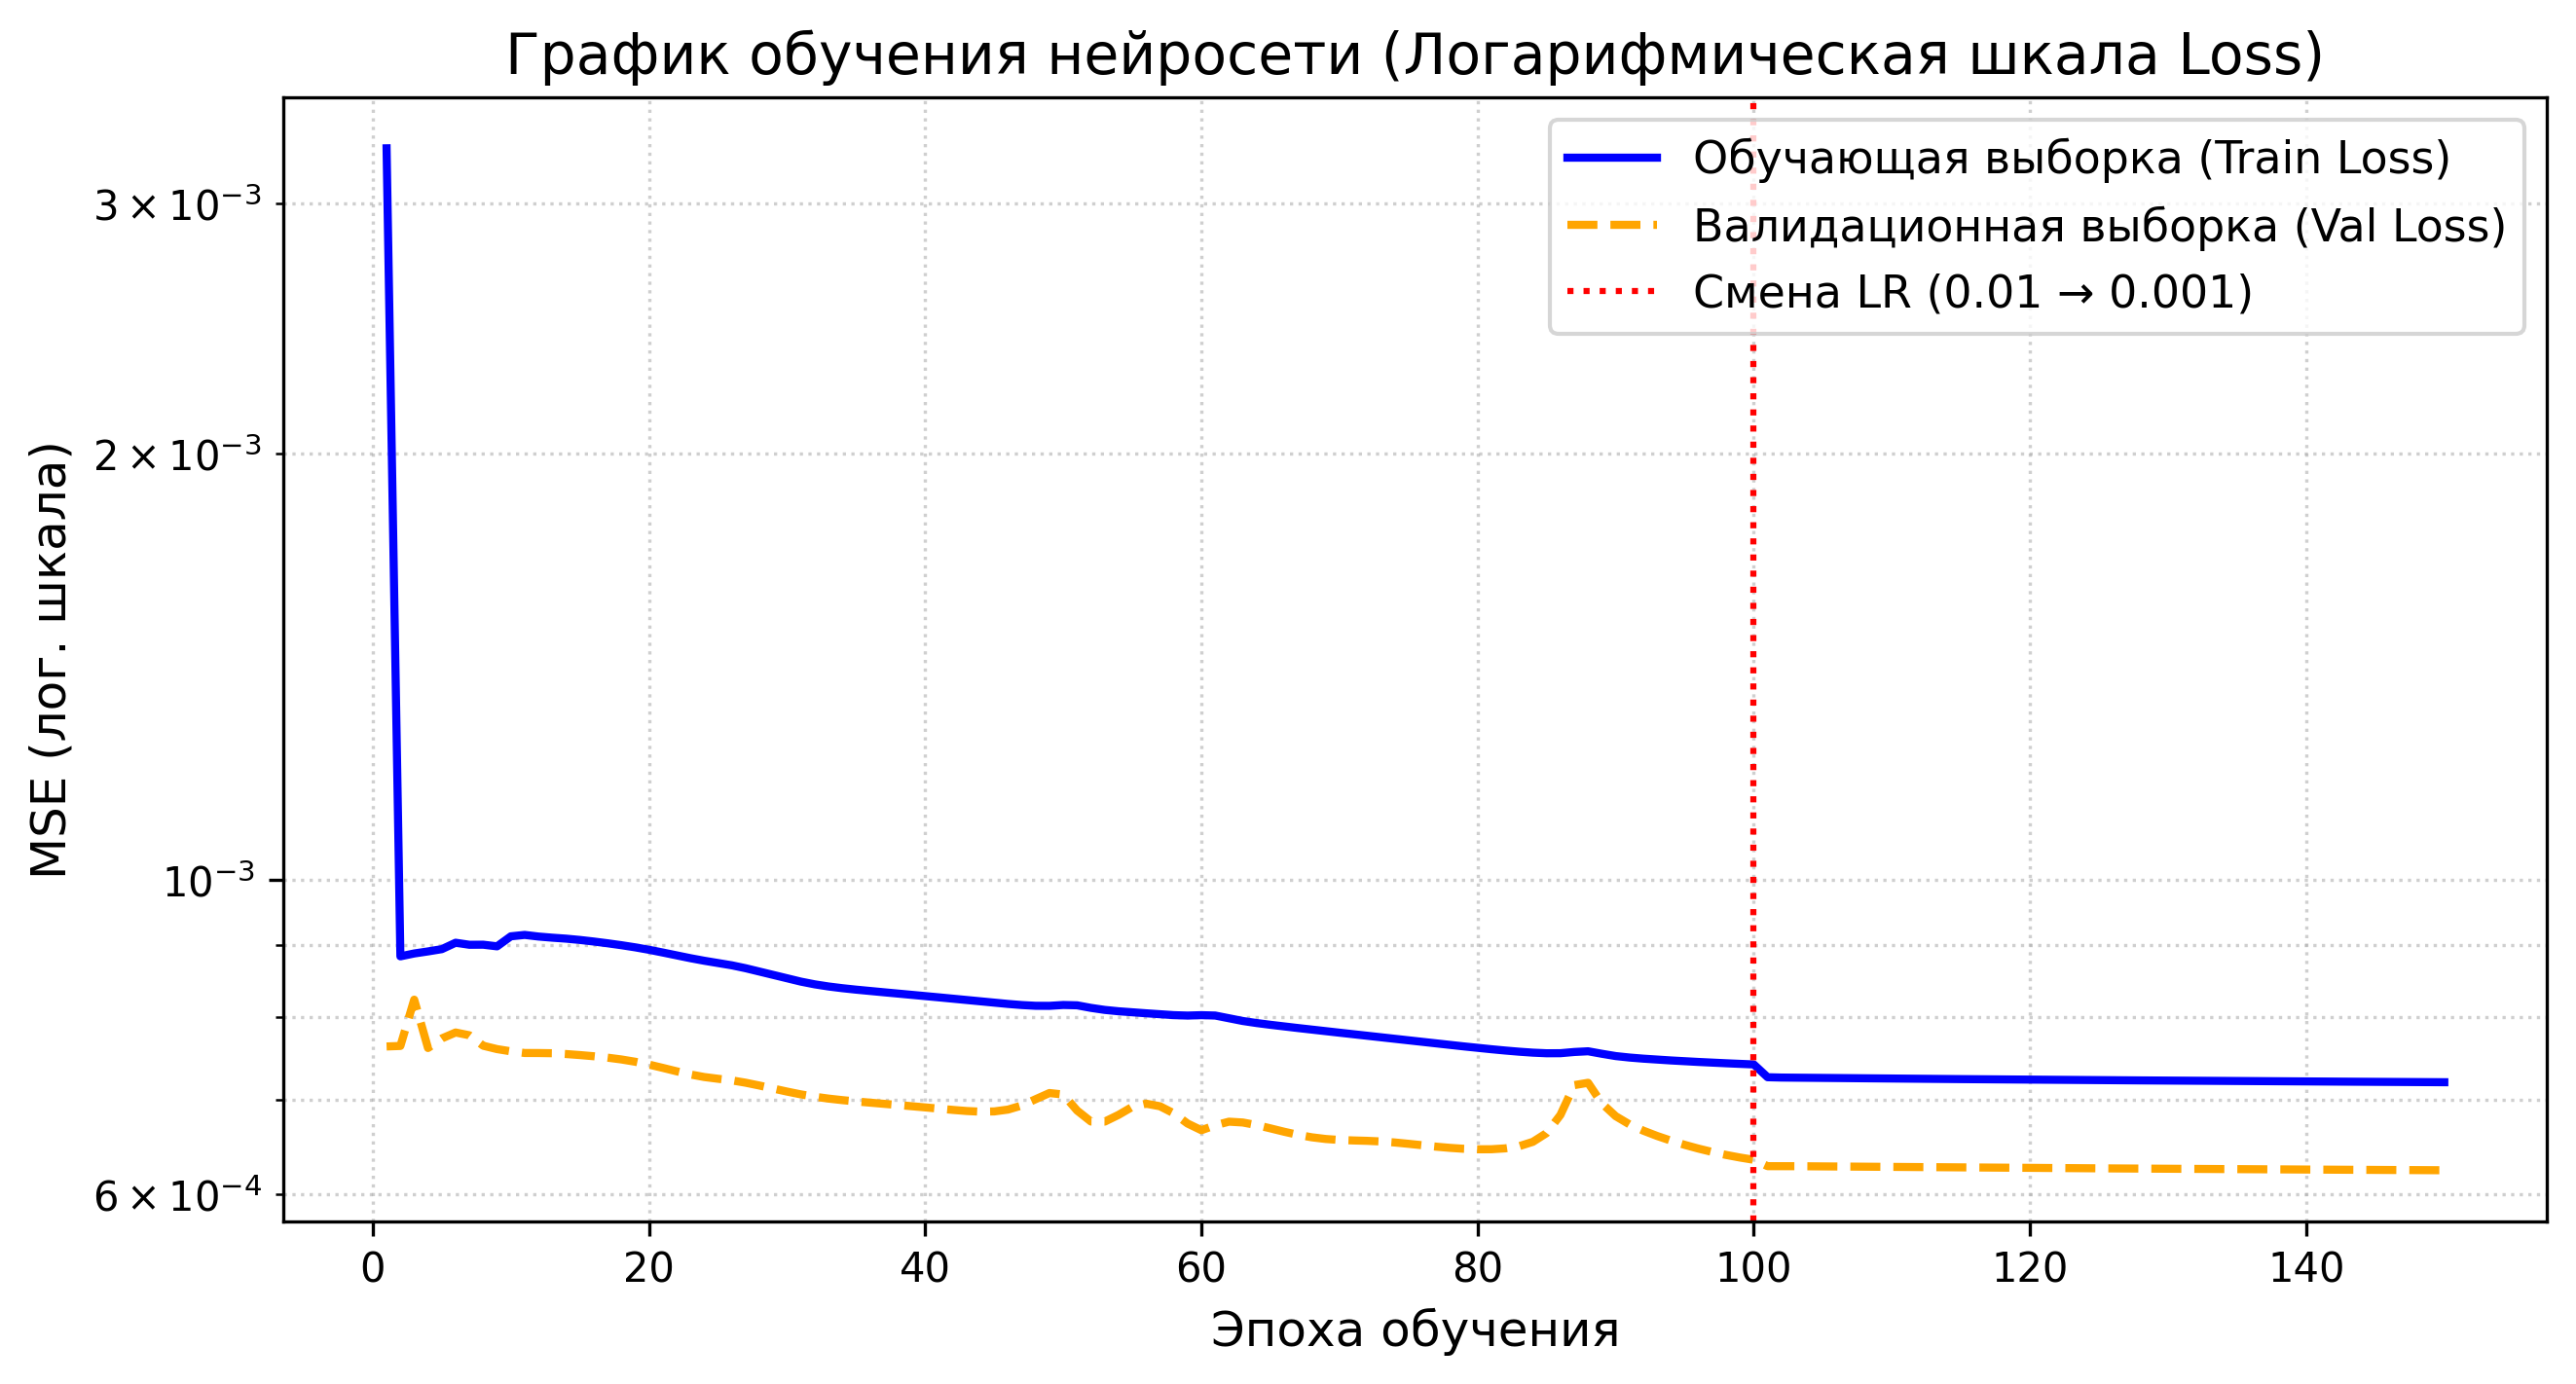 График обучения нейросети (Логарифмическая шкала Loss)
Обучающая выборка (Train Loss)
Валидационная выборка (Val Loss)
Смена LR (0.01 → 0.001)
MSE (лог. шкала)
3 × 10⁻³
2 × 10⁻³
10⁻³
6 × 10⁻⁴
0 20 40 60 80 100 120 140
Эпоха обучения